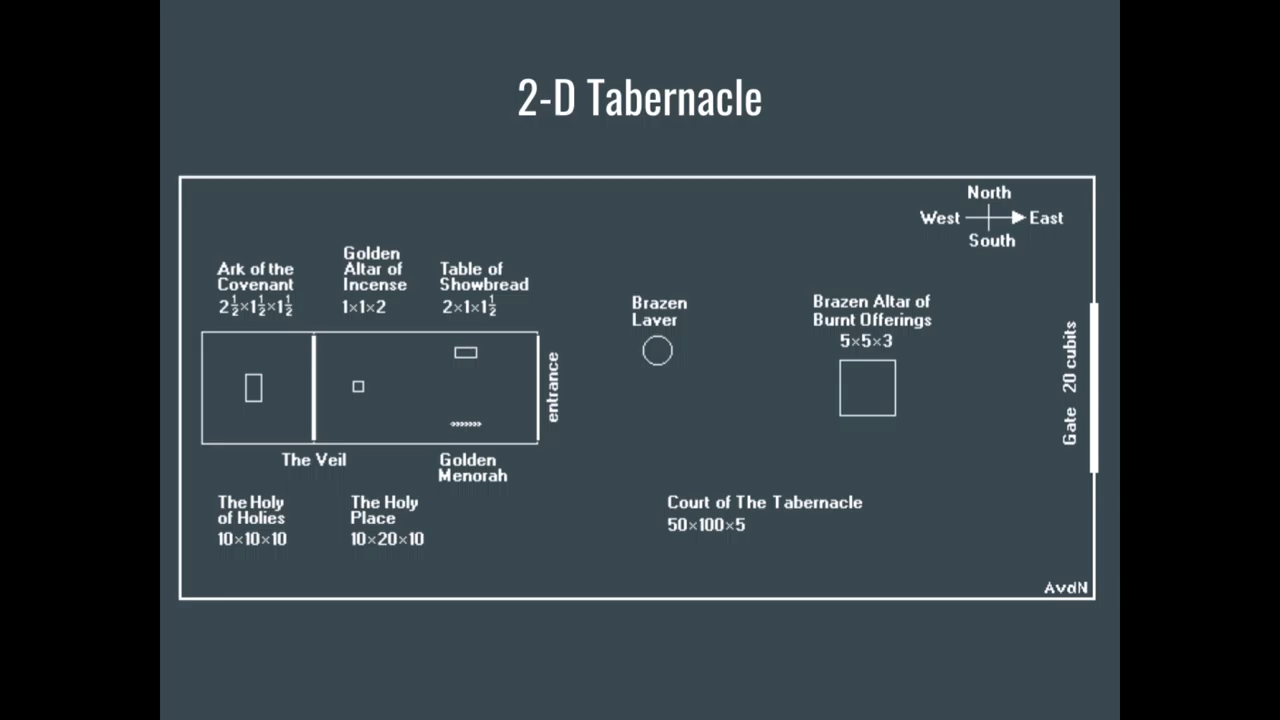 2-D Tabernacle
North
West East
South
Ark of the
Covenant
2½×1½×1½
Golden
Altar of
Incense
1×1×2
Table of
Showbread
2×1×1½
Brazen
Laver
Brazen Altar of
Burnt Offerings
5×5×3
entrance
Gate 20 cubits
The Veil
Golden
Menorah
The Holy
of Holies
10×10×10
The Holy
Place
10×20×10
Court of The Tabernacle
50×100×5
AvdN